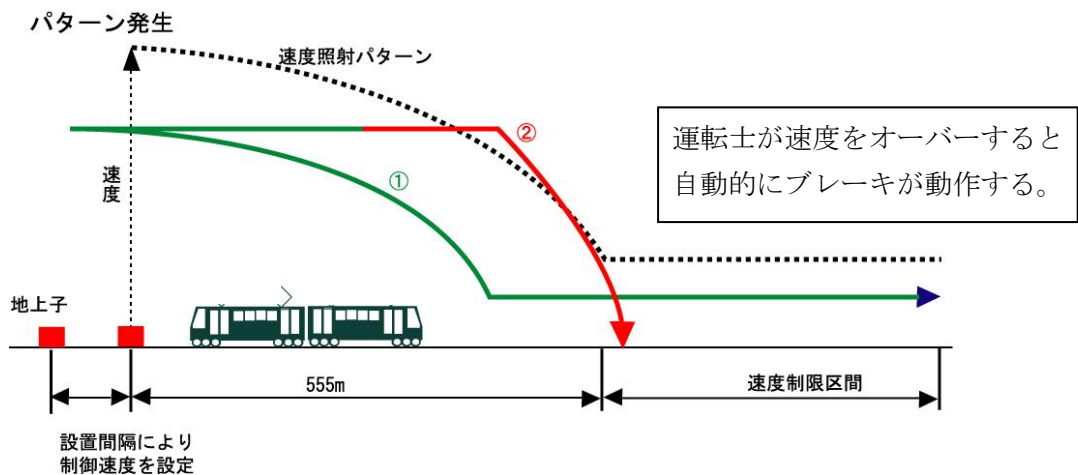 パターン発生
速度照射パターン
②
運転士が速度をオーバーすると
自動的にブレーキが動作する。
速度
①
地上子
555m
速度制限区間
設置間隔により
制御速度を設定